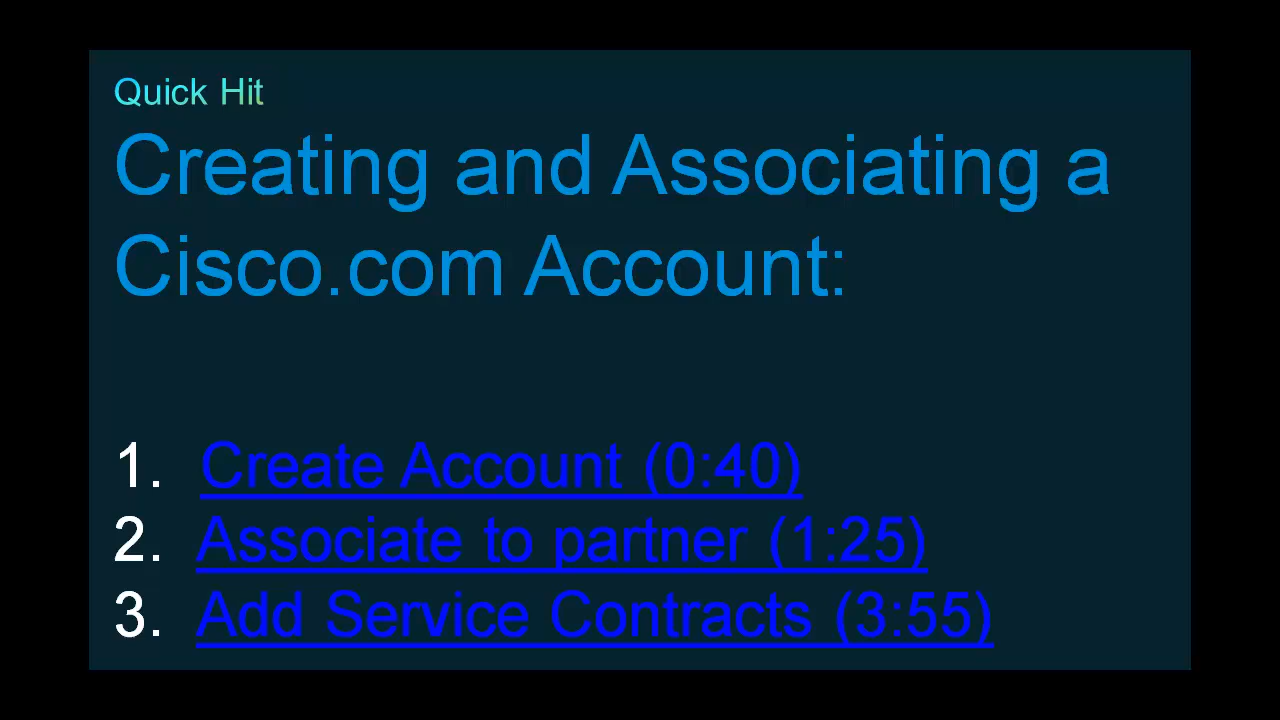 Quick Hit
Creating and Associating a
Cisco.com Account:
1. Create Account (0:40)
2. Associate to partner (1:25)
3. Add Service Contracts (3:55)